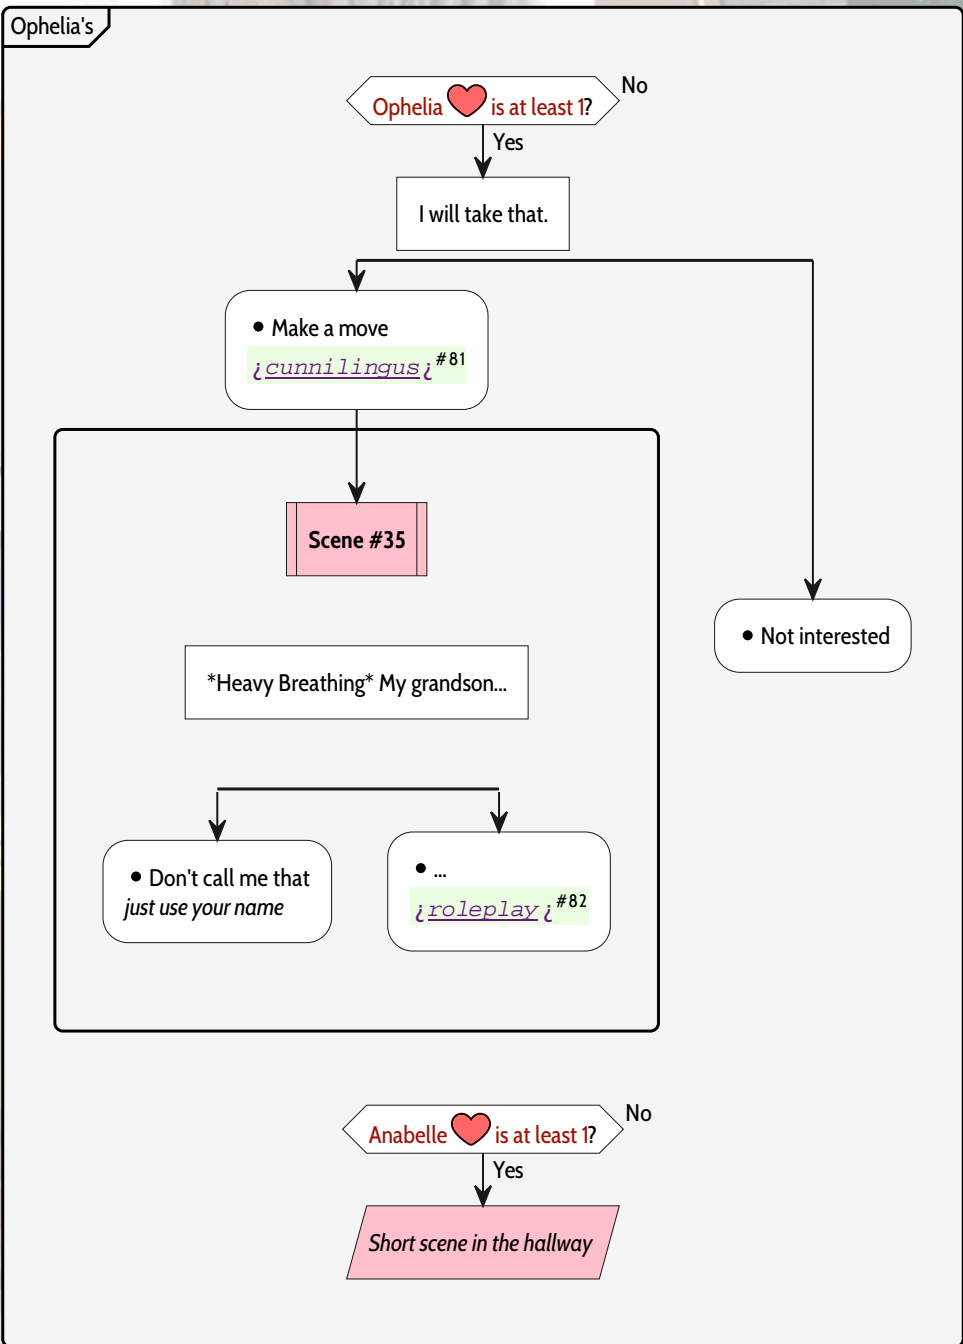 Ophelia's
Ophelia is at least 1?
No
Yes
I will take that.
• Make a move
¿cunnilingus¿#81
Scene #35
• Not interested
*Heavy Breathing* My grandson...
• Don't call me that
just use your name
• ...
¿roleplay¿#82
Anabelle is at least 1?
No
Yes
Short scene in the hallway